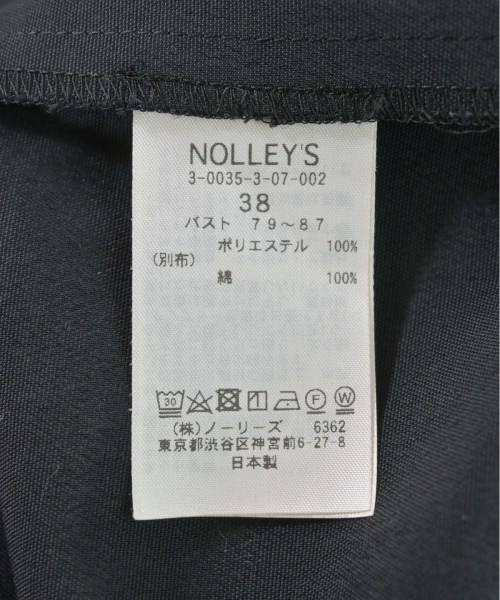 NOLLEY'S
3-0035-3-07-002
38
バスト 79～87
ポリエステル 100%
(別布)
綿 100%
30 F W
(株)ノーリーズ 6362
東京都渋谷区神宮前6-27-8
日本製